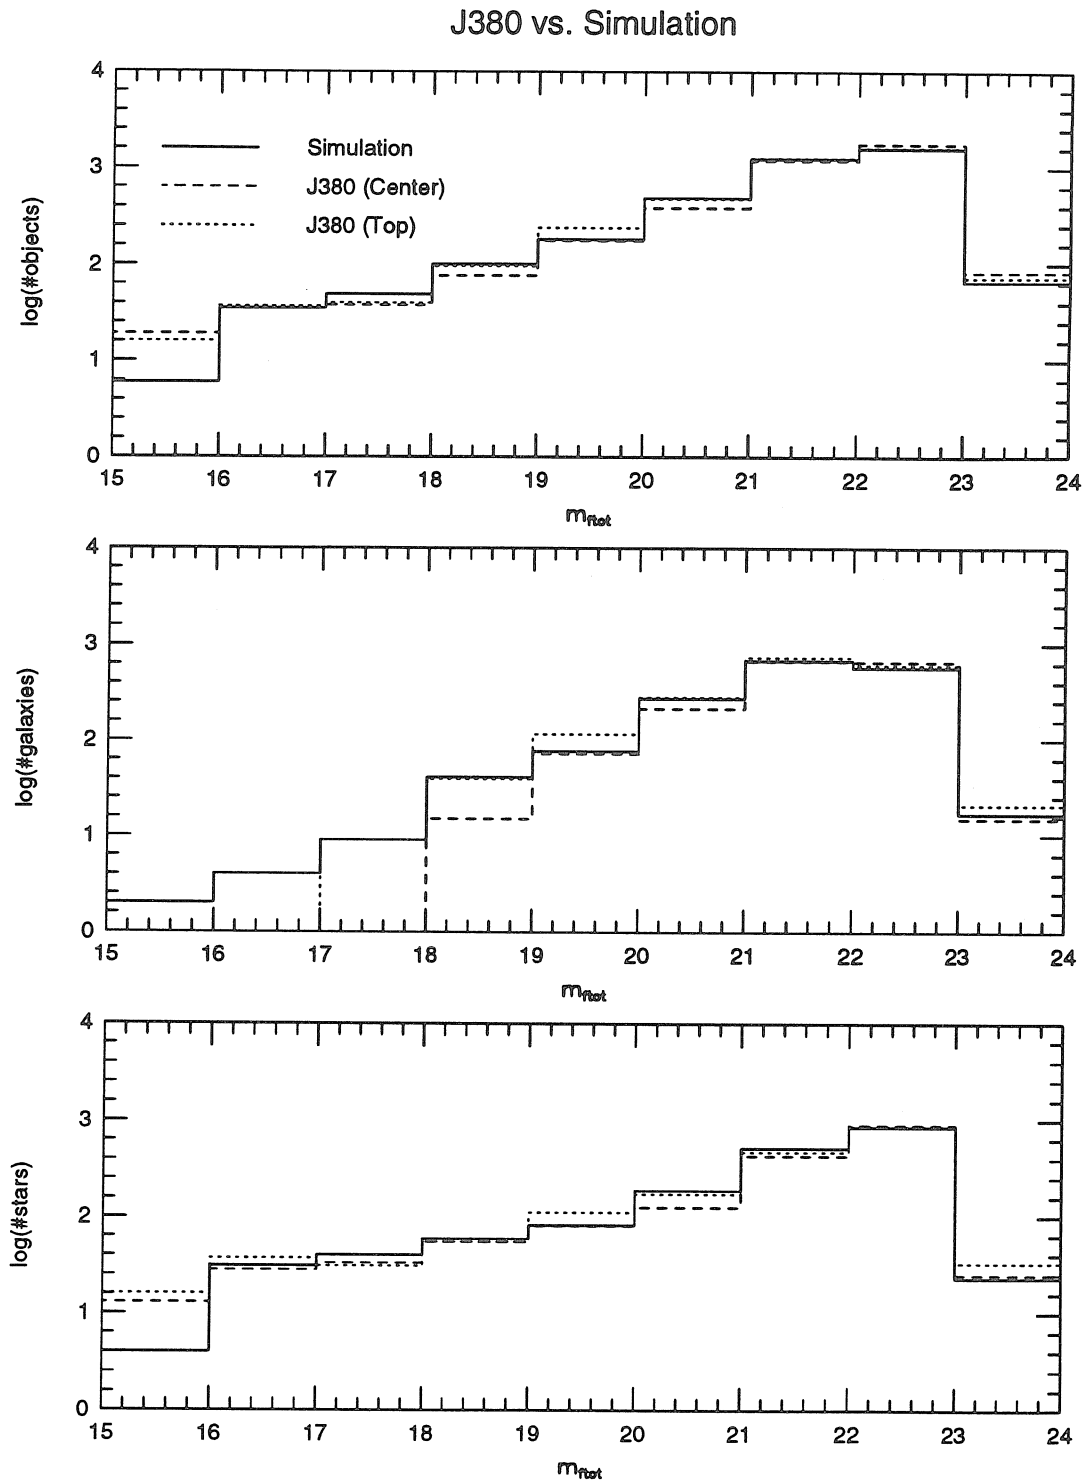 J380 vs. Simulation
4
3
2
1
0
log(#objects)
Simulation
J380 (Center)
J380 (Top)
15 16 17 18 19 20 21 22 23 24
m_ftot
4
3
2
1
0
log(#galaxies)
15 16 17 18 19 20 21 22 23 24
m_ftot
4
3
2
1
0
log(#stars)
15 16 17 18 19 20 21 22 23 24
m_ftot